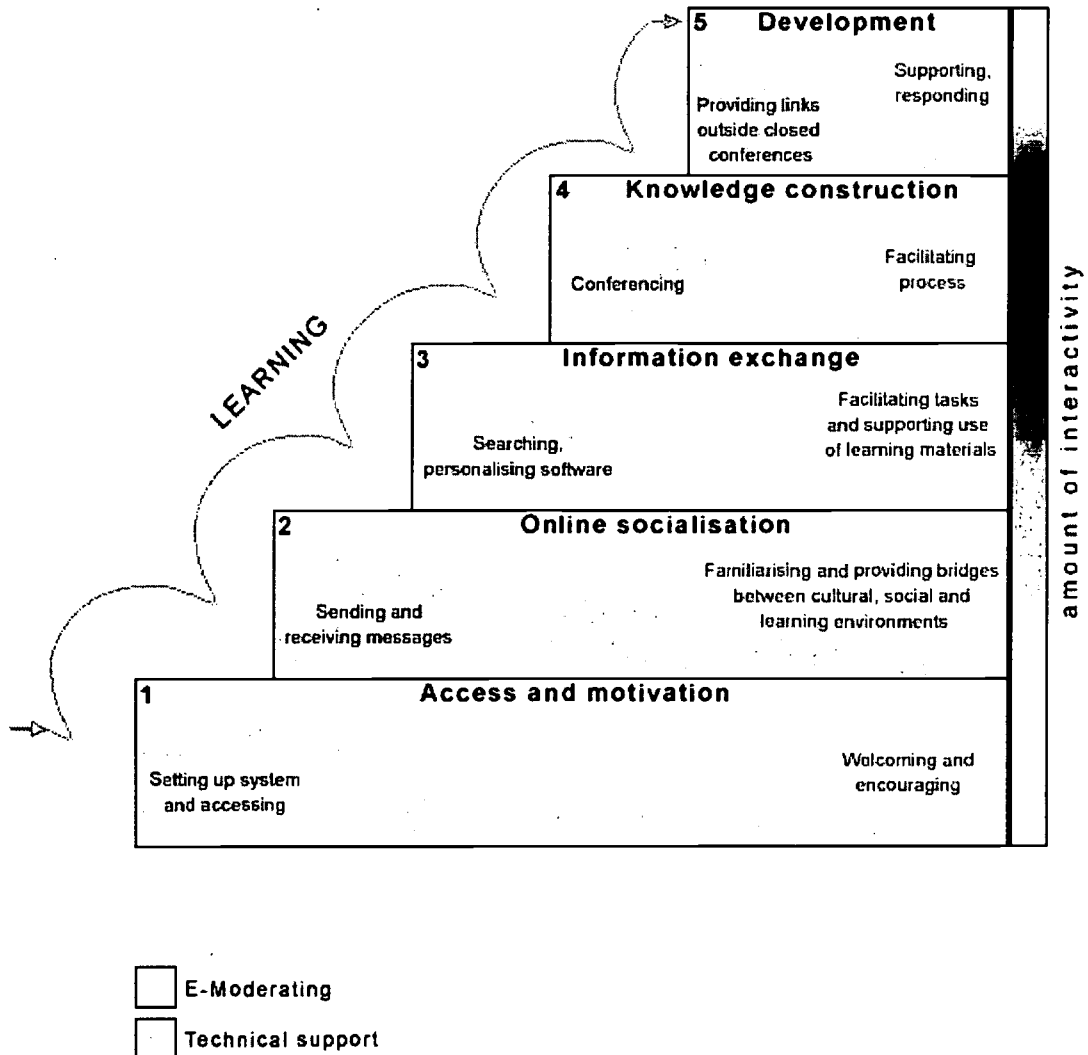 5 Development
Supporting,
responding
Providing links
outside closed
conferences
4 Knowledge construction
Facilitating
process
Conferencing
3 Information exchange
Facilitating tasks
and supporting use
of learning materials
Searching,
personalising software
2 Online socialisation
Familiarising and providing bridges
between cultural, social and
learning environments
Sending and
receiving messages
1 Access and motivation
Welcoming and
encouraging
Setting up system
and accessing
LEARNING
amount of interactivity
E-Moderating
Technical support